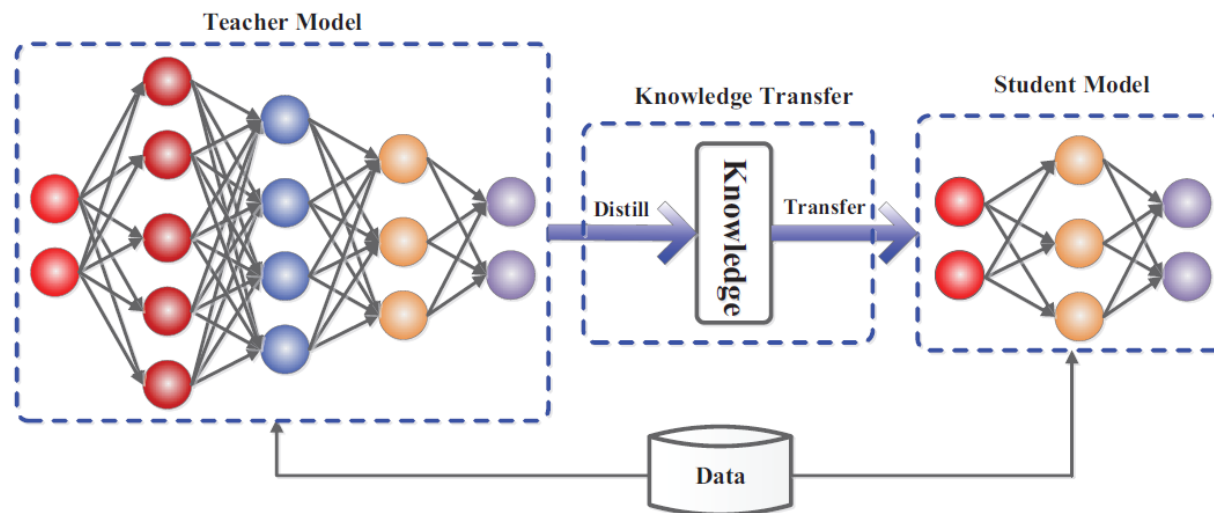 Teacher Model
Knowledge Transfer
Student Model
Distill
Knowledge
Transfer
Data